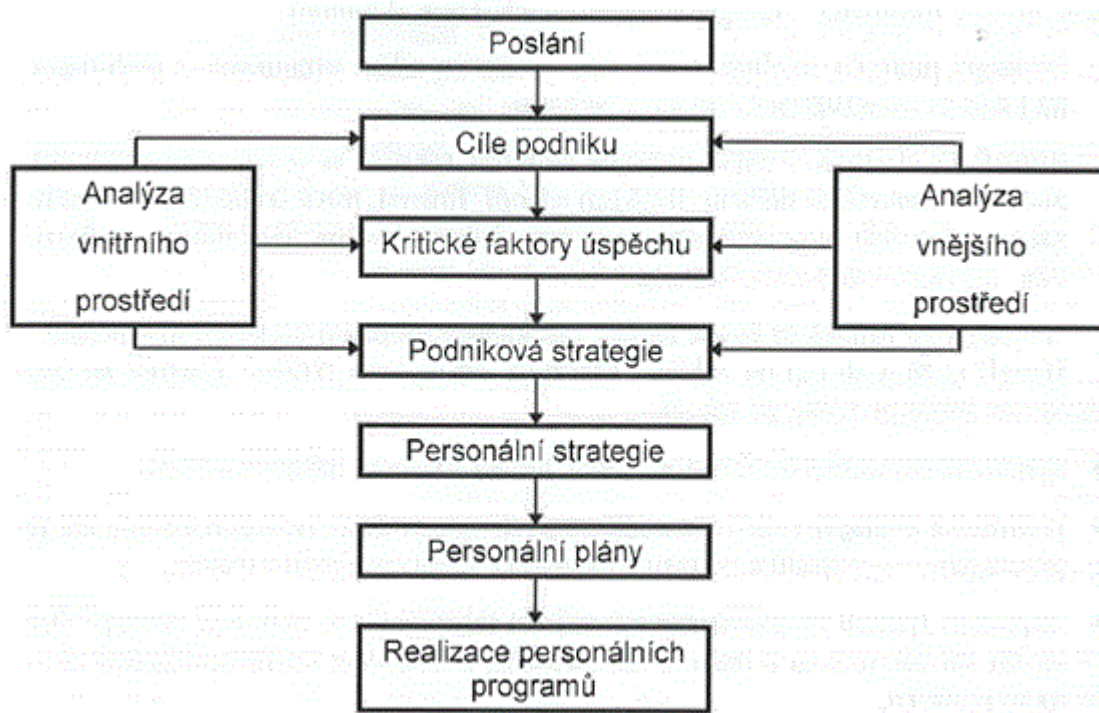 Poslání
Cíle podniku
Analýza
vnitřního
prostředí
Kritické faktory úspěchu
Analýza
vnějšího
prostředí
Podniková strategie
Personální strategie
Personální plány
Realizace personálních
programů